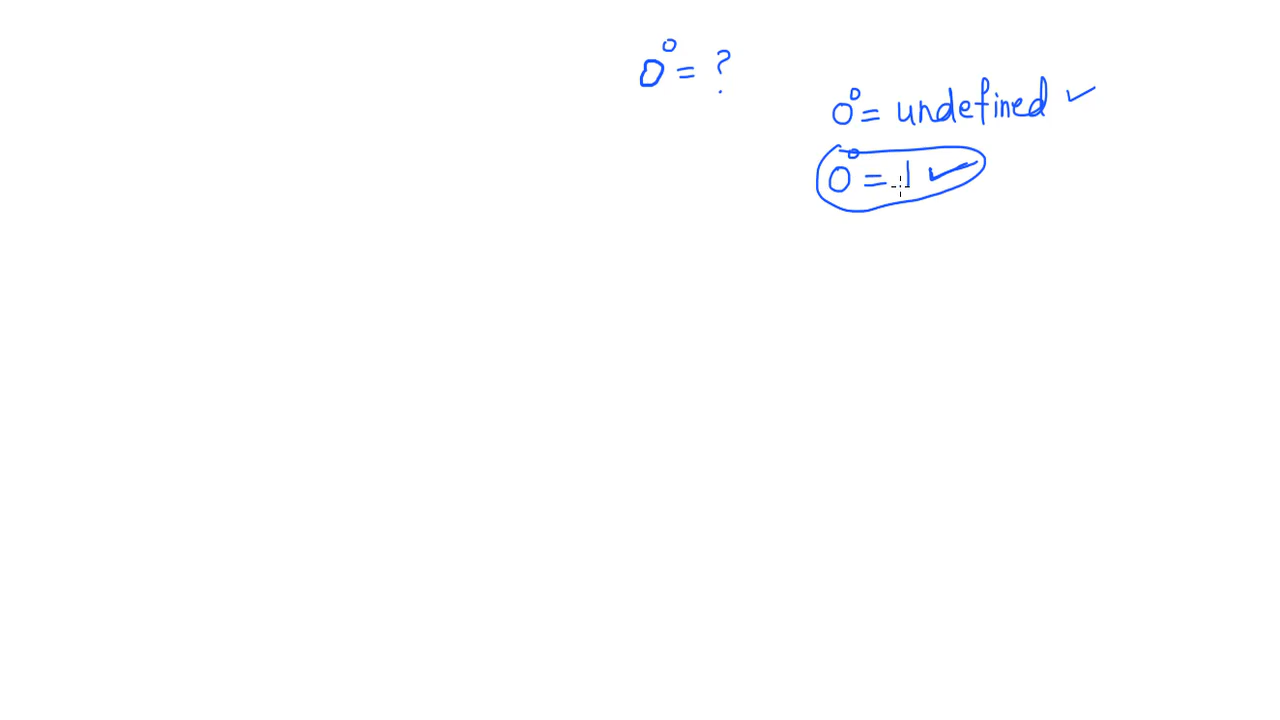 0⁰ = ?
0⁰ = undefined ✓
0⁰ = 1 ✓